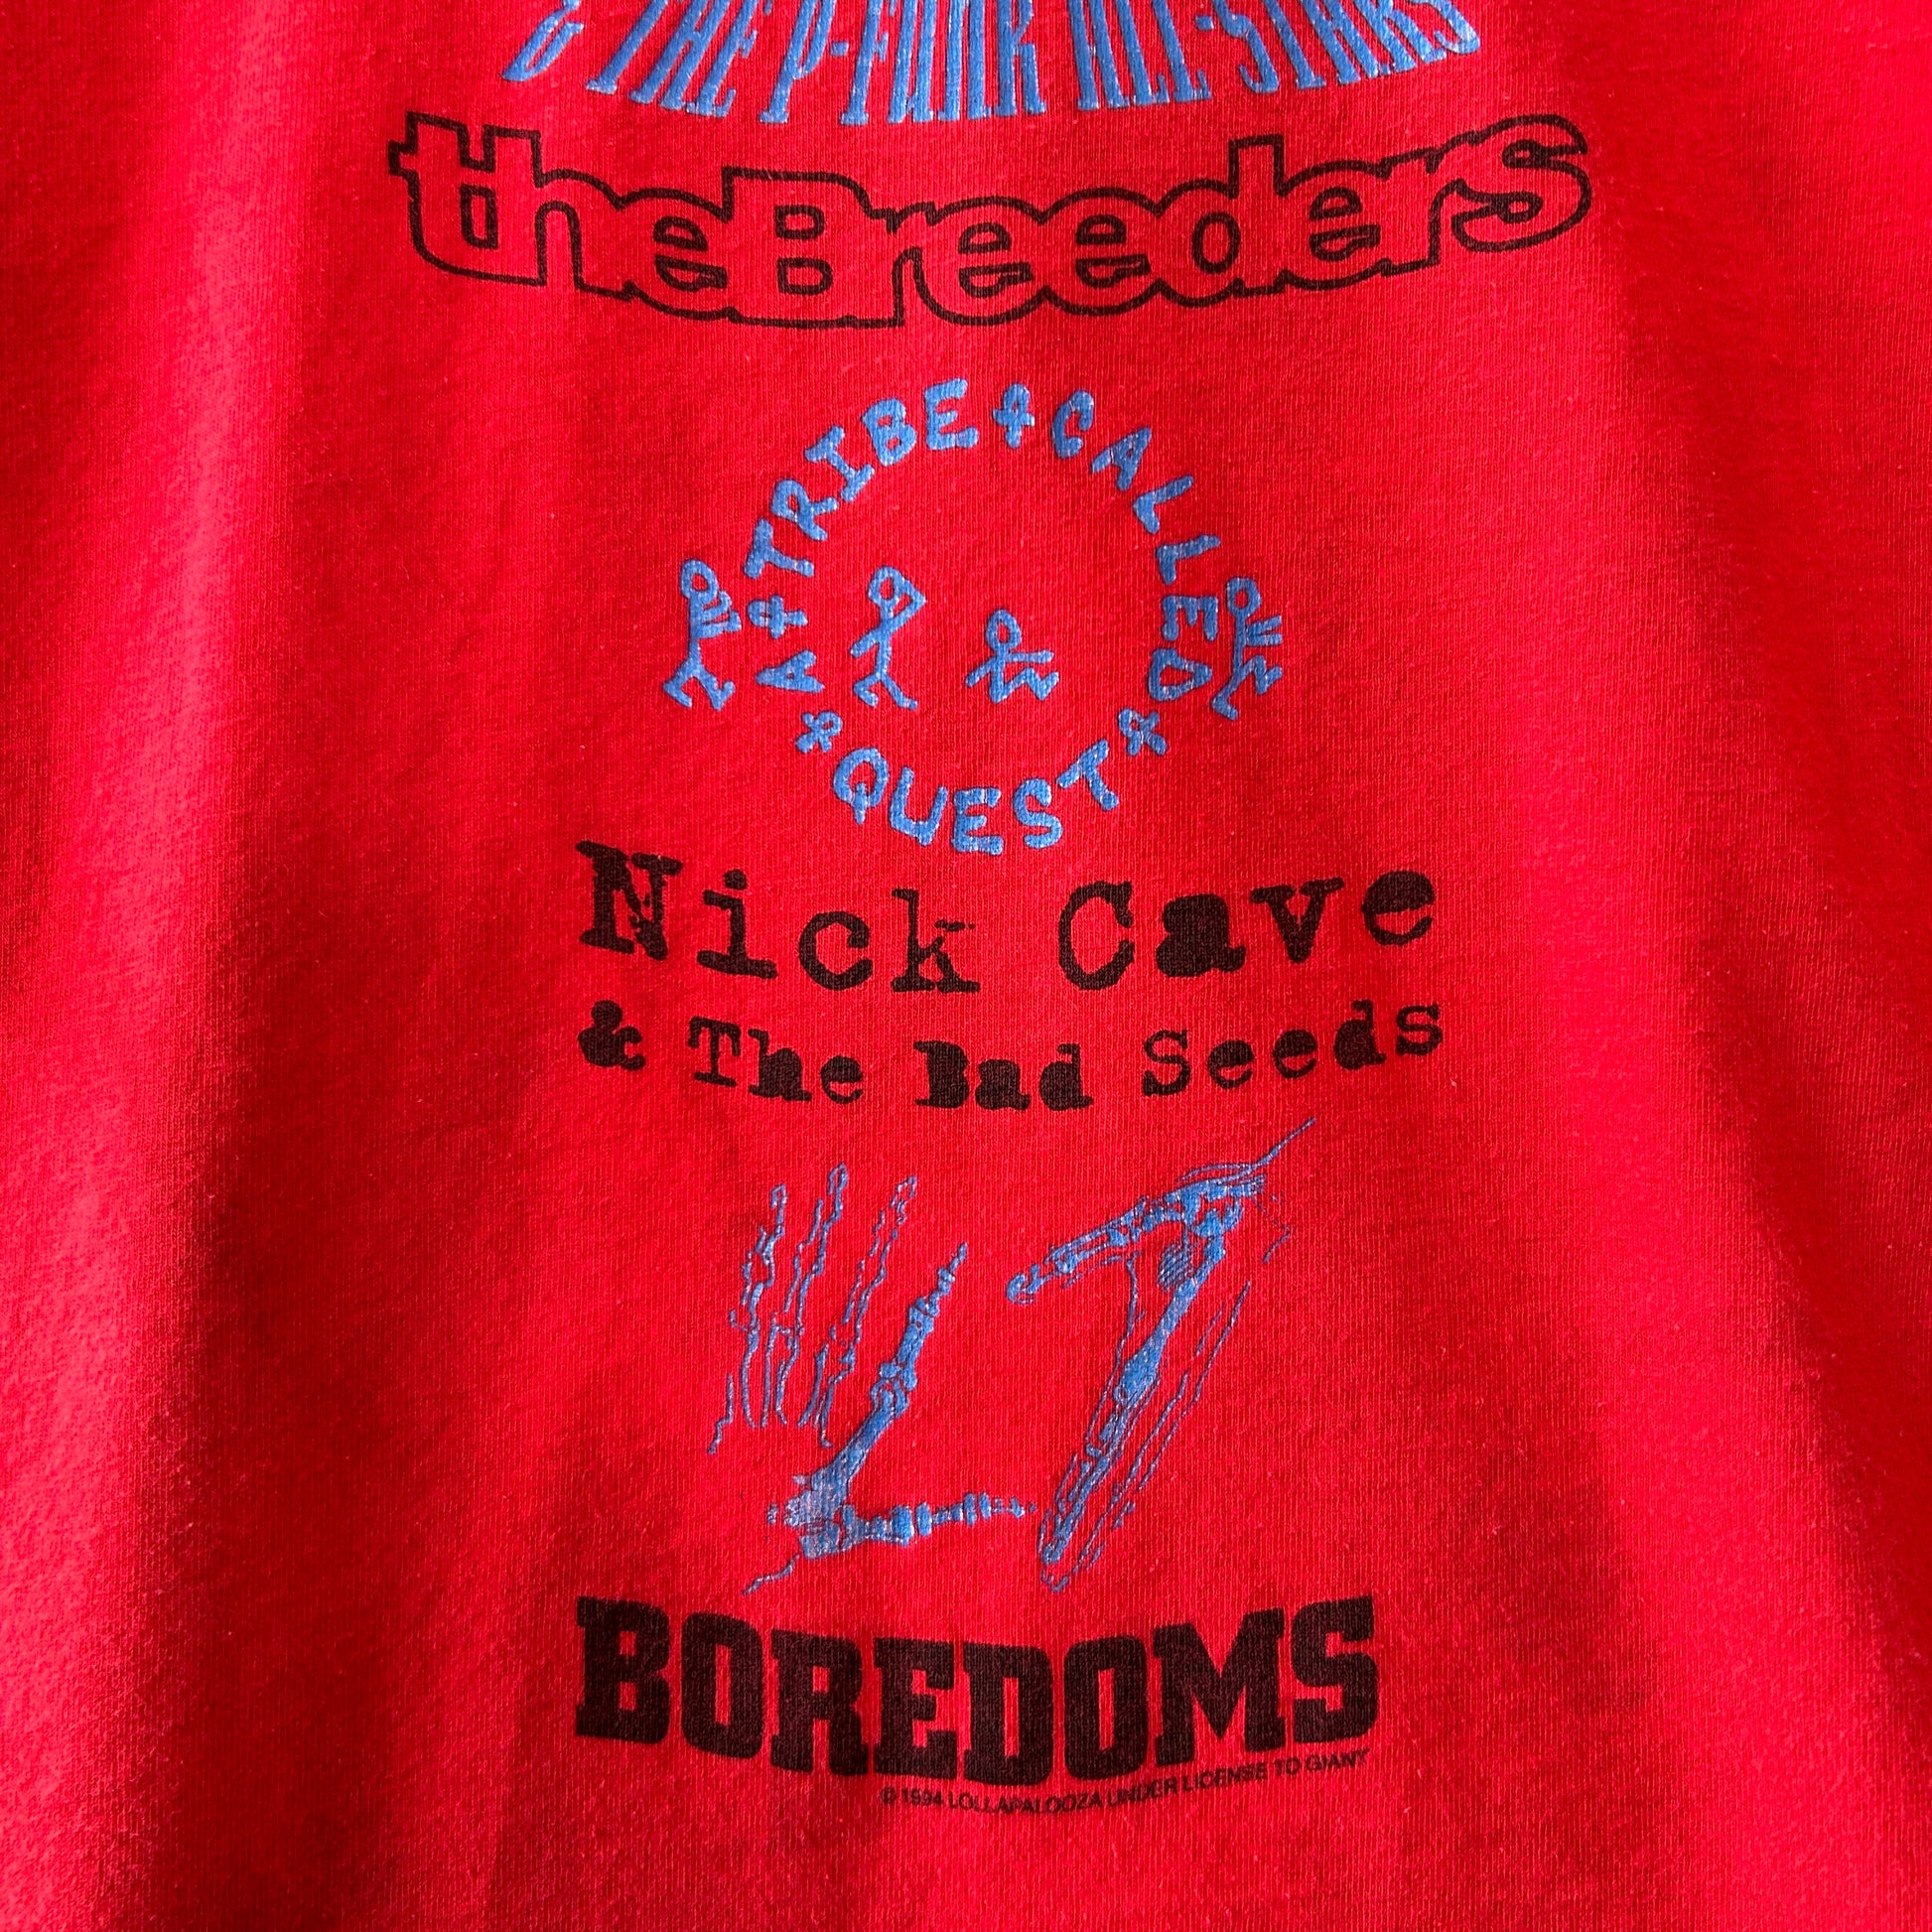 & THE P-FUNK ALL-STARS
theBreeders
A TRIBE CALLED
QUEST
Nick Cave
& The Bad Seeds
L7
BOREDOMS
© 1994 LOLLAPALOOZA UNDER LICENSE TO GIANT